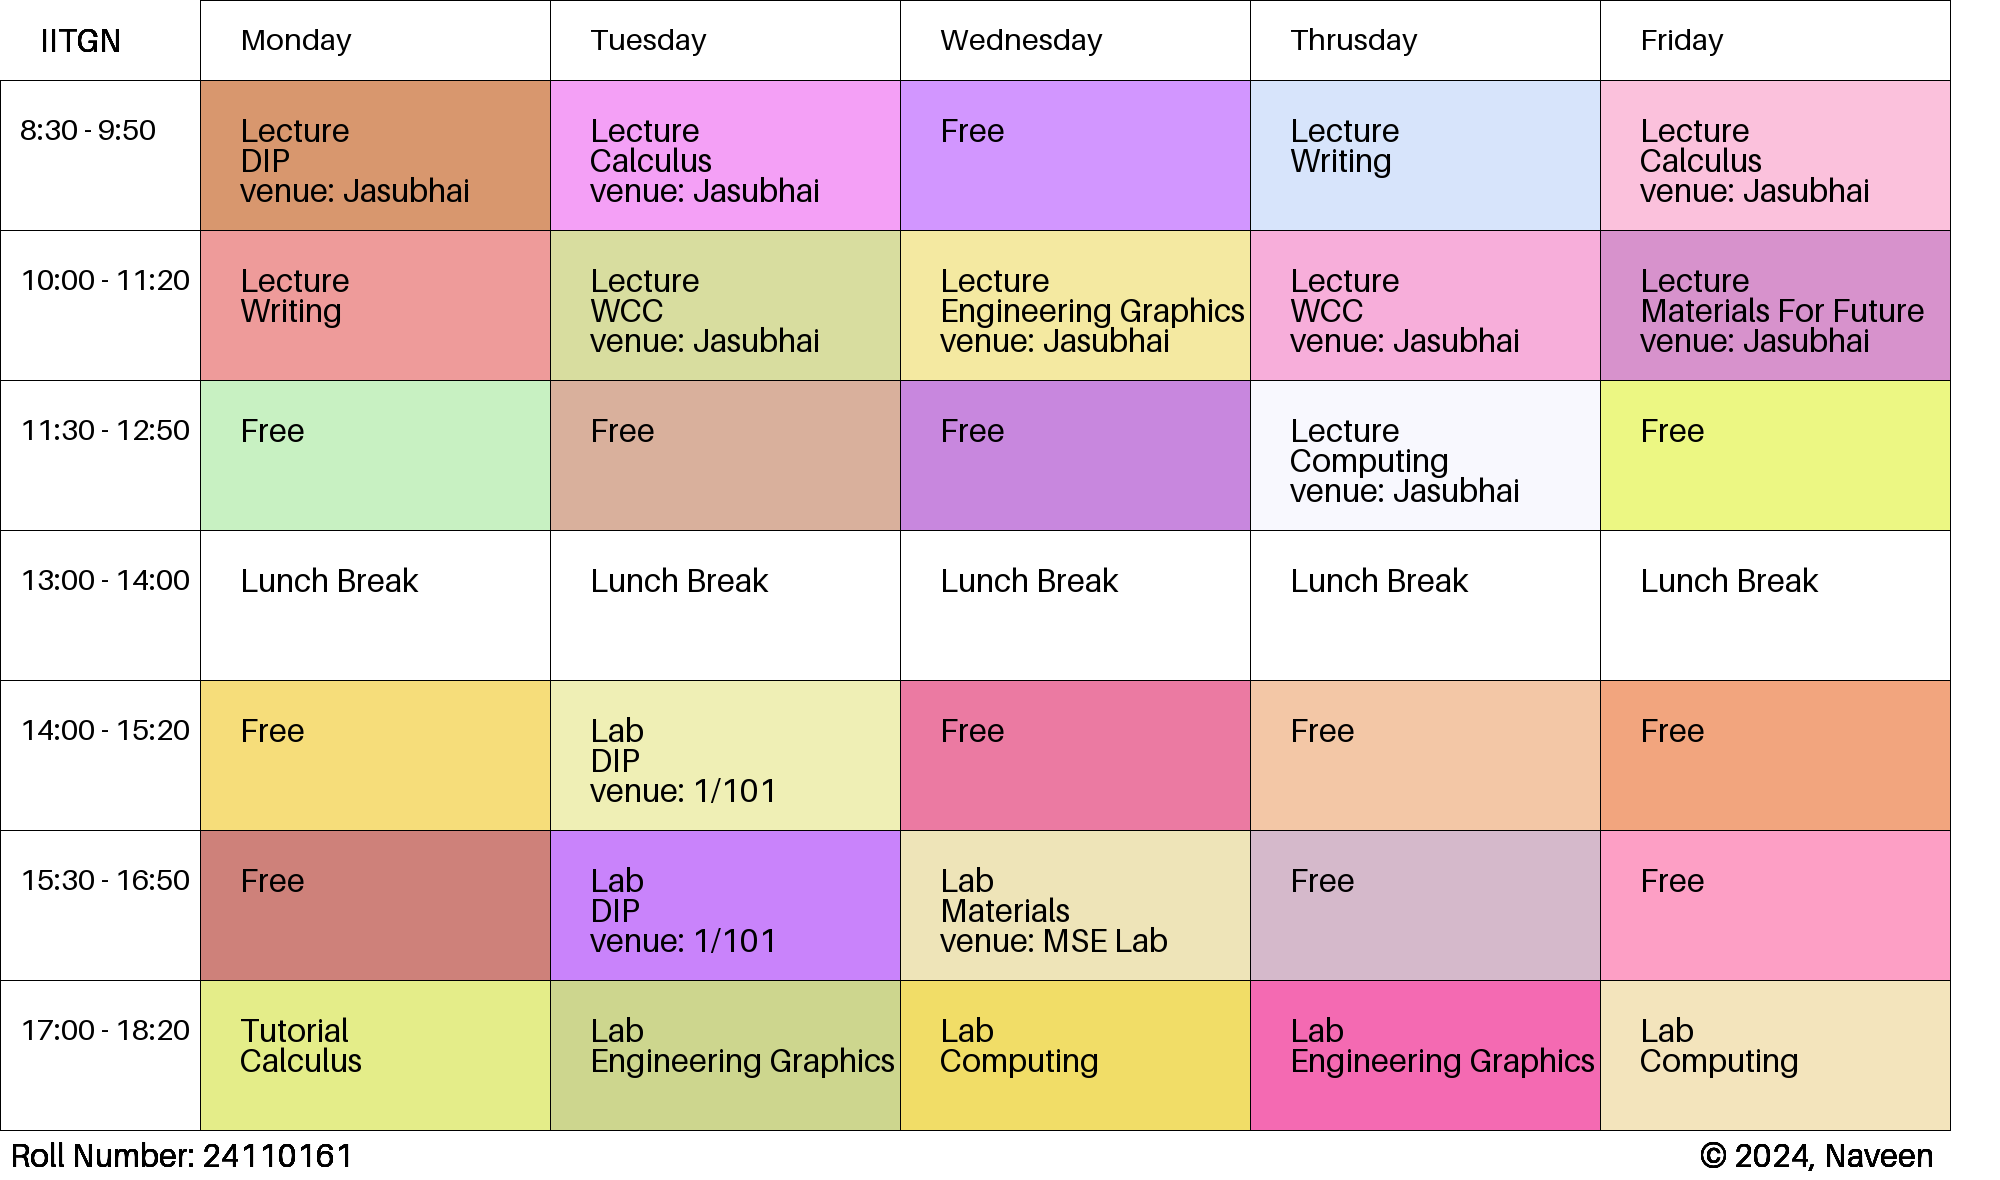 IITGN
Monday
Tuesday
Wednesday
Thrusday
Friday
8:30 - 9:50
Lecture
DIP
venue: Jasubhai
Lecture
Calculus
venue: Jasubhai
Free
Lecture
Writing
Lecture
Calculus
venue: Jasubhai
10:00 - 11:20
Lecture
Writing
Lecture
WCC
venue: Jasubhai
Lecture
Engineering Graphics
venue: Jasubhai
Lecture
WCC
venue: Jasubhai
Lecture
Materials For Future
venue: Jasubhai
11:30 - 12:50
Free
Free
Free
Lecture
Computing
venue: Jasubhai
Free
13:00 - 14:00
Lunch Break
Lunch Break
Lunch Break
Lunch Break
Lunch Break
14:00 - 15:20
Free
Lab
DIP
venue: 1/101
Free
Free
Free
15:30 - 16:50
Free
Lab
DIP
venue: 1/101
Lab
Materials
venue: MSE Lab
Free
Free
17:00 - 18:20
Tutorial
Calculus
Lab
Engineering Graphics
Lab
Computing
Lab
Engineering Graphics
Lab
Computing
Roll Number: 24110161
© 2024, Naveen